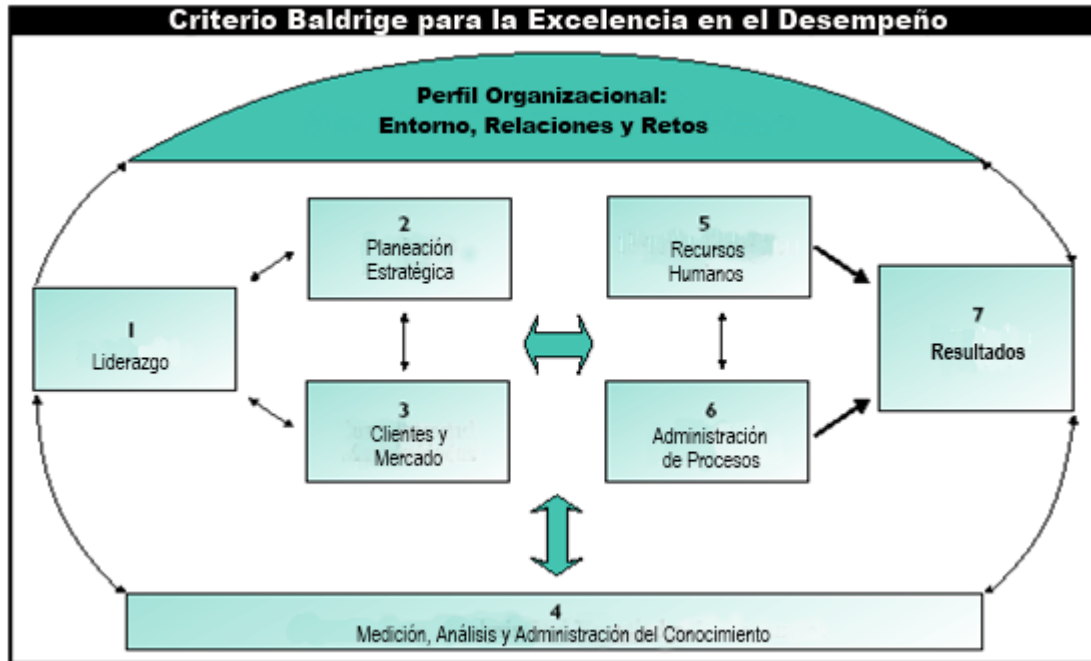 Criterio Baldrige para la Excelencia en el Desempeño
Perfil Organizacional:
Entorno, Relaciones y Retos
1
Liderazgo
2
Planeación
Estratégica
3
Clientes y
Mercado
5
Recursos
Humanos
6
Administración
de Procesos
7
Resultados
4
Medición, Análisis y Administración del Conocimiento